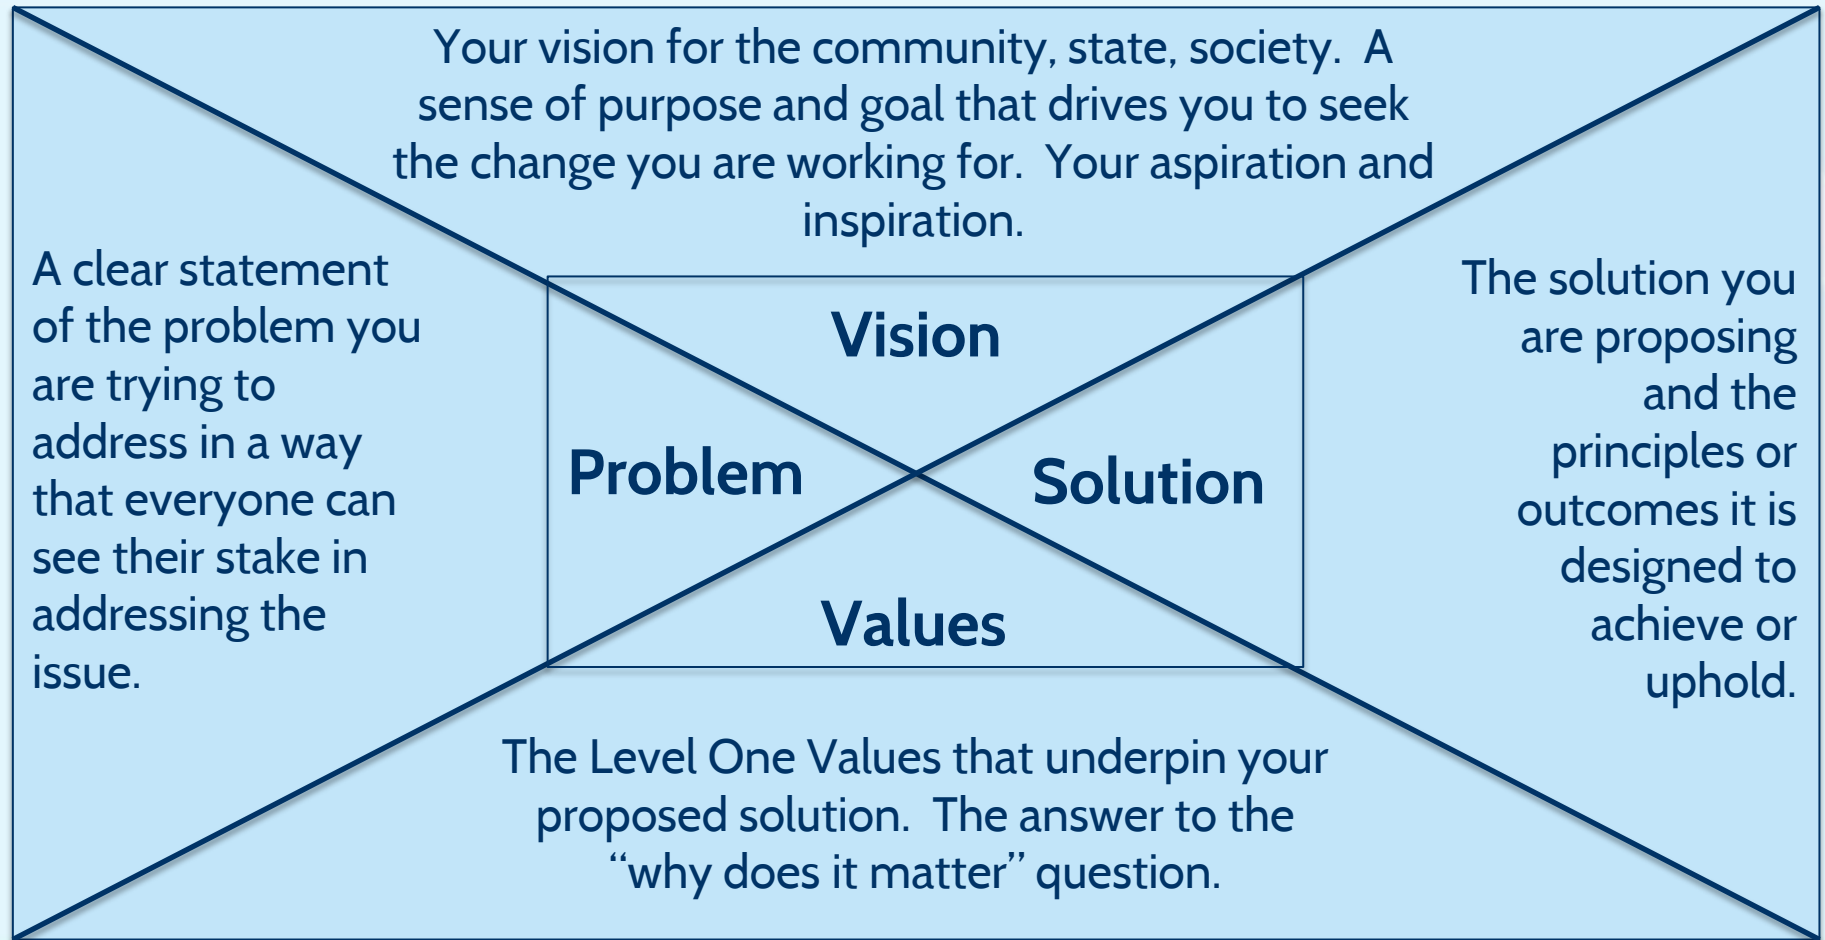 Your vision for the community, state, society.  A
sense of purpose and goal that drives you to seek
the change you are working for.  Your aspiration and
inspiration.
A clear statement
of the problem you
are trying to
address in a way
that everyone can
see their stake in
addressing the
issue.
Vision
Problem
Solution
Values
The solution you
are proposing
and the
principles or
outcomes it is
designed to
achieve or
uphold.
The Level One Values that underpin your
proposed solution.  The answer to the
“why does it matter” question.